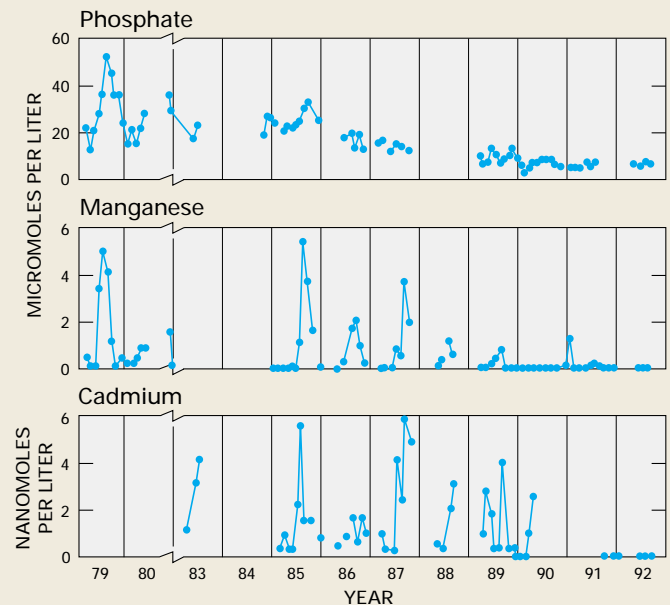 Phosphate
60
40
20
0
MICROMOLES PER LITER
Manganese
6
4
2
0
Cadmium
6
4
2
0
NANOMOLES
PER LITER
79 80 83 84 85 86 87 88 89 90 91 92
YEAR